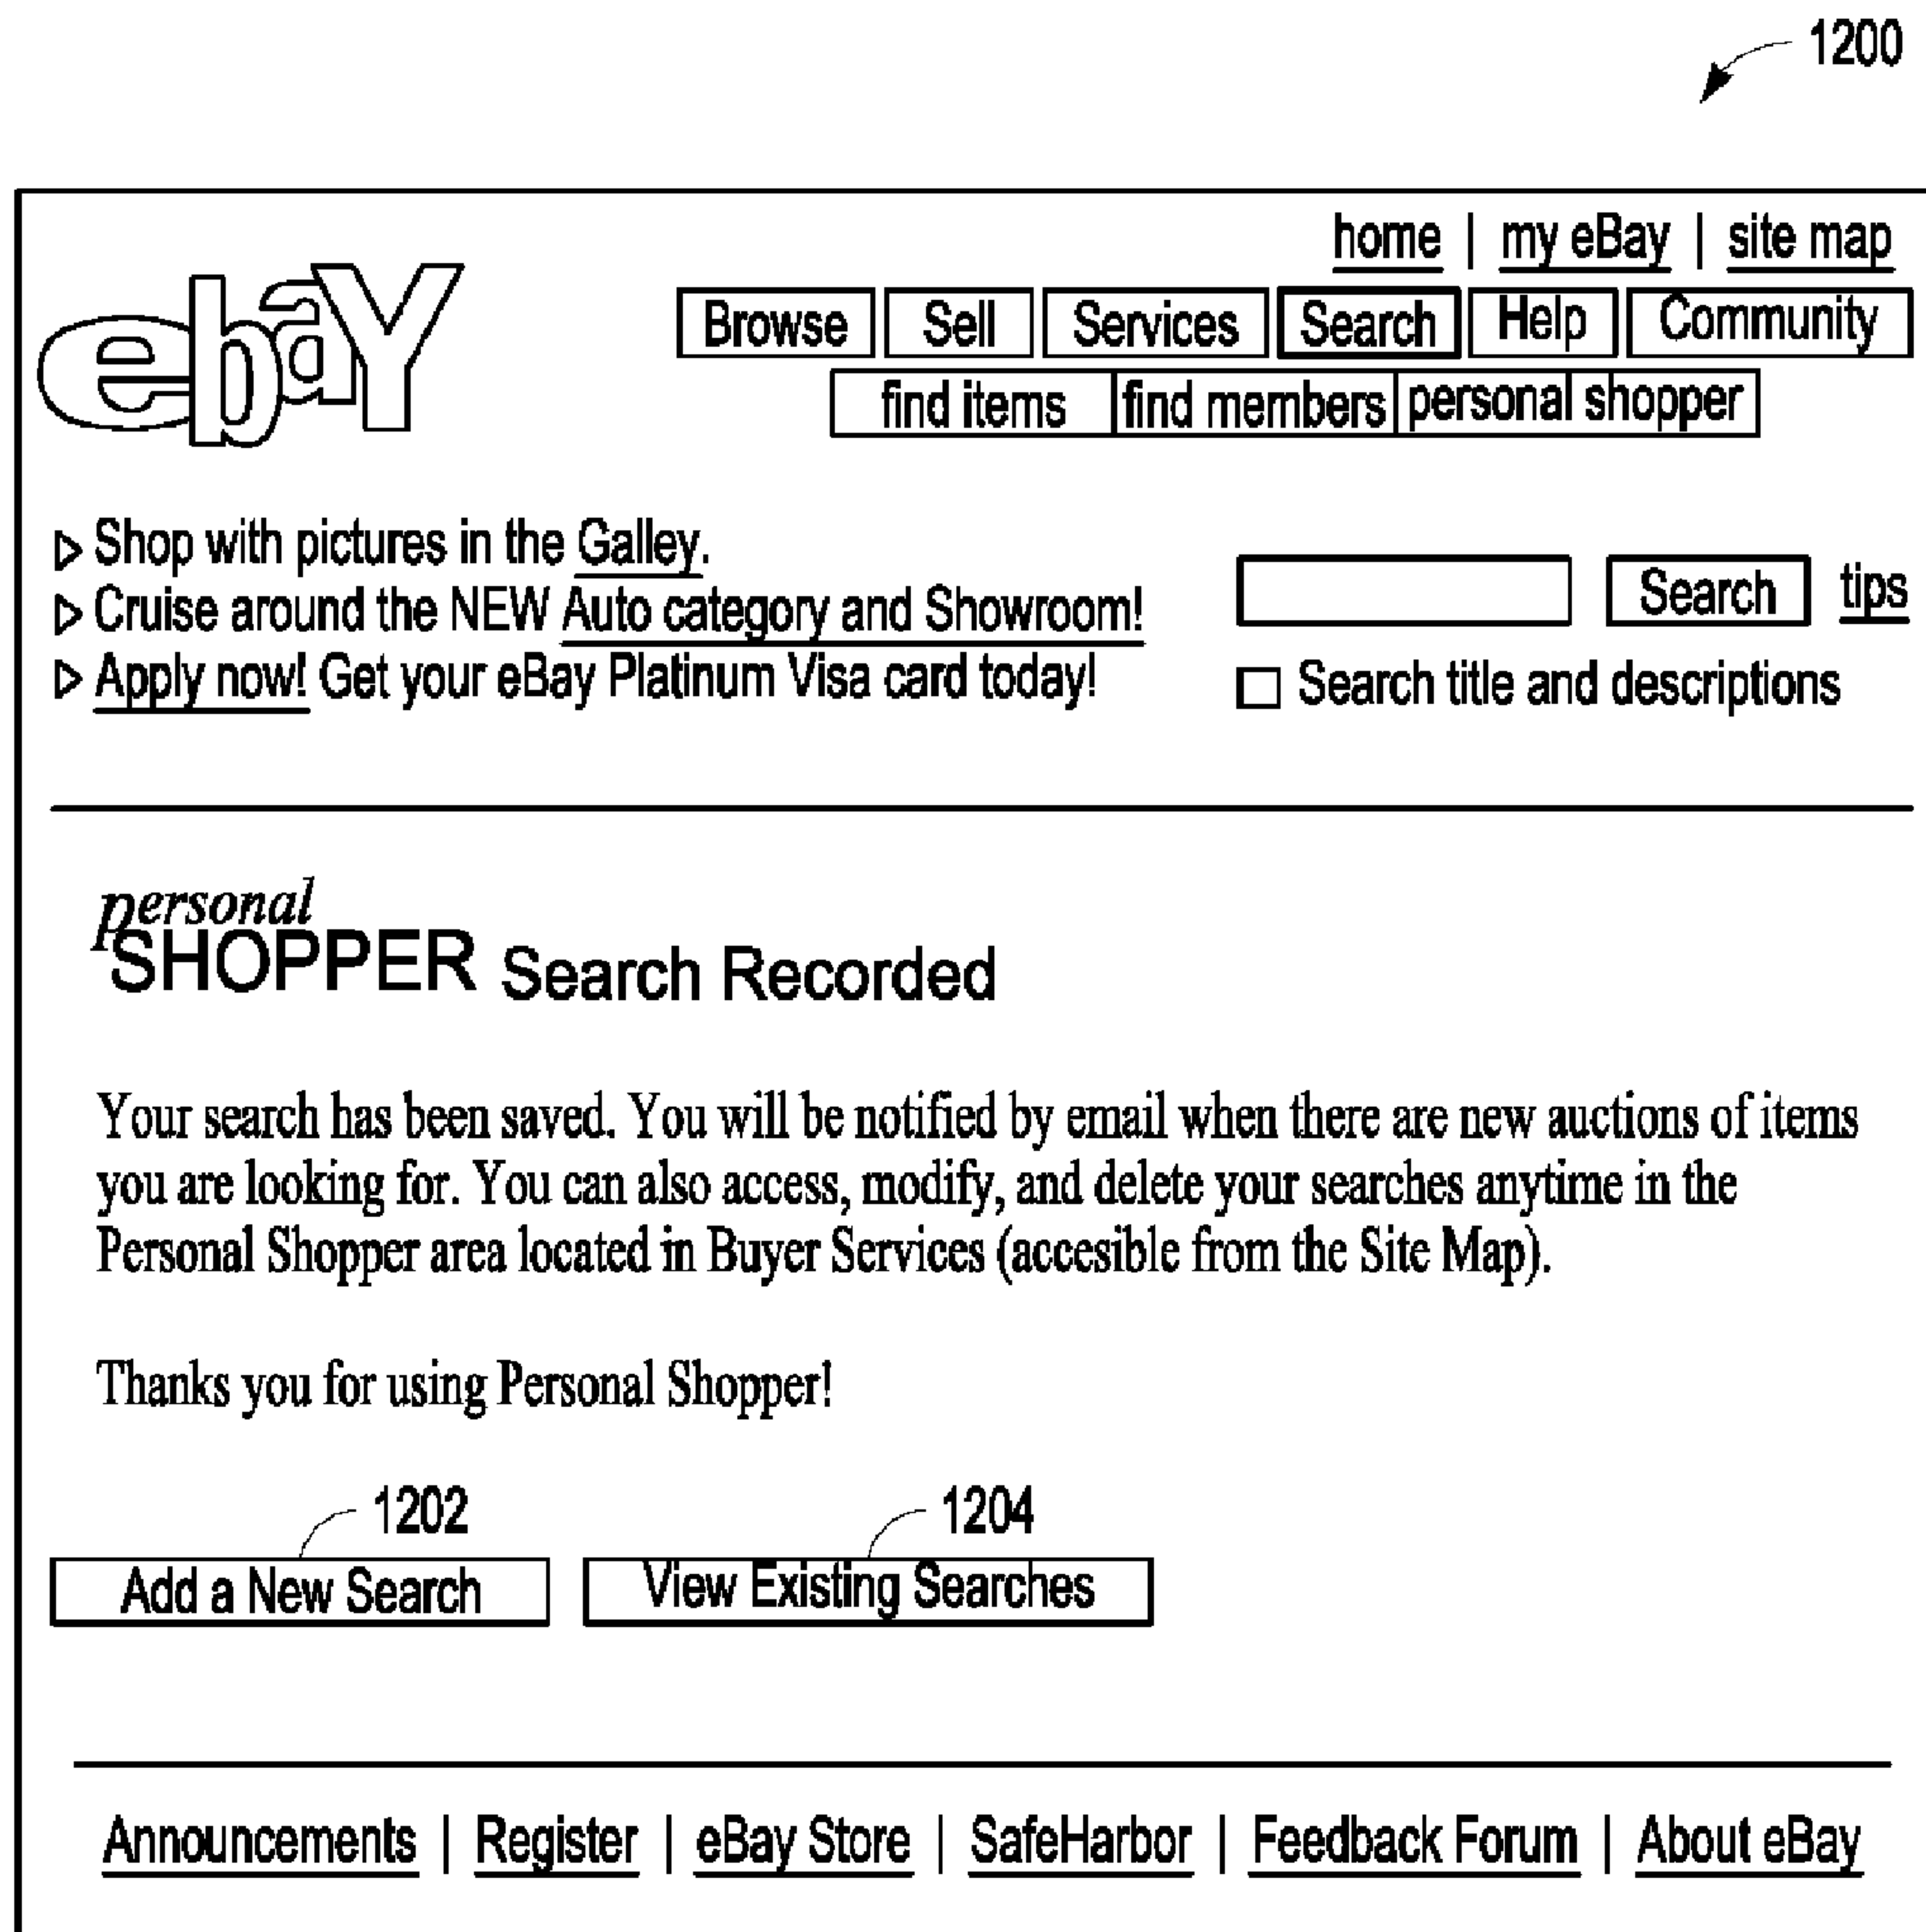 1200
home | my eBay | site map
ebaY
Browse Sell Services Search Help Community
find items find members personal shopper
Shop with pictures in the Galley.
Cruise around the NEW Auto category and Showroom!
Apply now! Get your eBay Platinum Visa card today!
Search tips
Search title and descriptions
personal
SHOPPER Search Recorded
Your search has been saved. You will be notified by email when there are new auctions of items
you are looking for. You can also access, modify, and delete your searches anytime in the
Personal Shopper area located in Buyer Services (accesible from the Site Map).
Thanks you for using Personal Shopper!
1202 1204
Add a New Search View Existing Searches
Announcements | Register | eBay Store | SafeHarbor | Feedback Forum | About eBay